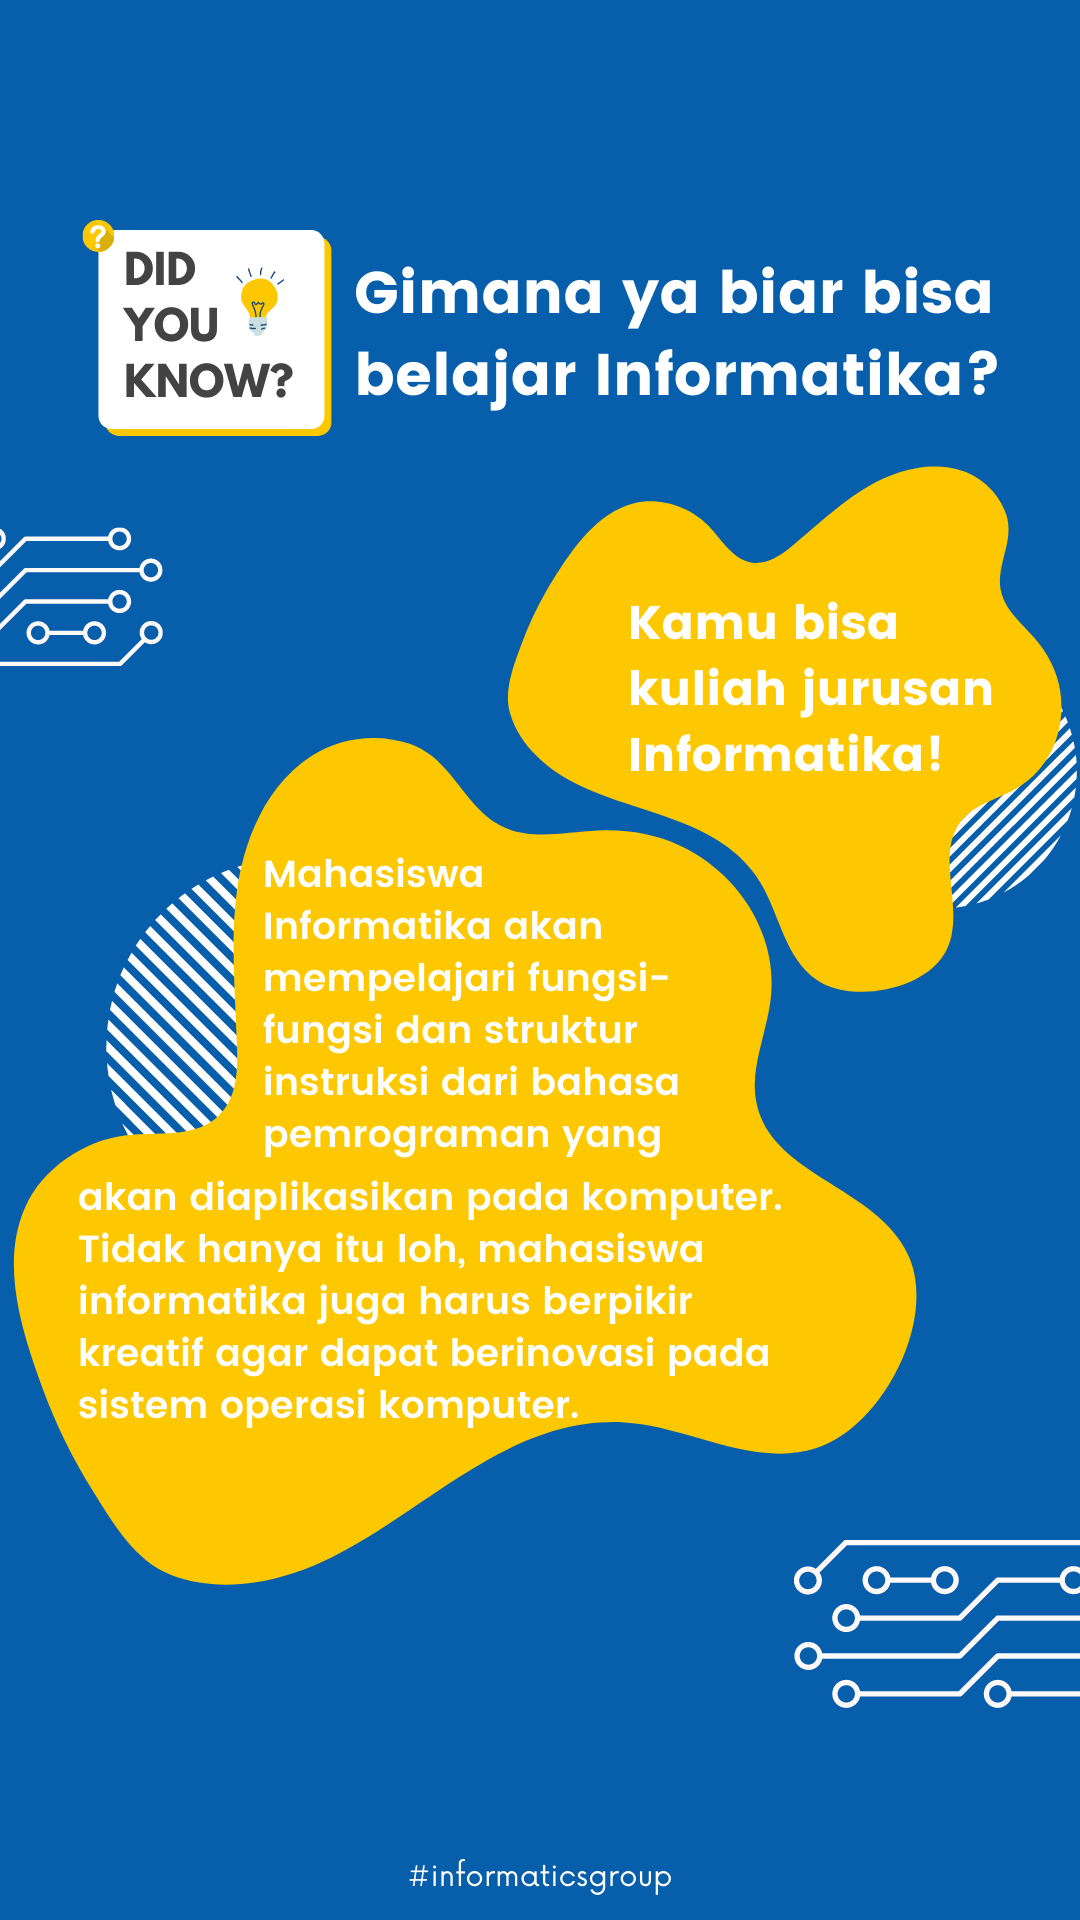 ?
DID
YOU
KNOW?
Gimana ya biar bisa
belajar Informatika?
Kamu bisa
kuliah jurusan
Informatika!
Mahasiswa
Informatika akan
mempelajari fungsi-
fungsi dan struktur
instruksi dari bahasa
pemrograman yang
akan diaplikasikan pada komputer.
Tidak hanya itu loh, mahasiswa
informatika juga harus berpikir
kreatif agar dapat berinovasi pada
sistem operasi komputer.
#informaticsgroup